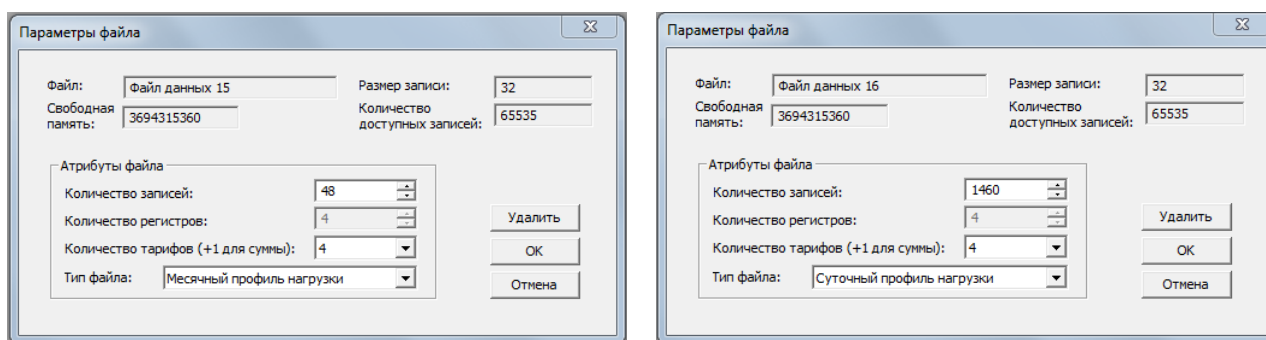 Параметры файла
Файл: Файл данных 15 Размер записи: 32
Свободная память: 3694315360 Количество доступных записей: 65535
Атрибуты файла
Количество записей: 48
Количество регистров: 4
Удалить
Количество тарифов (+1 для суммы): 4
OK
Тип файла: Месячный профиль нагрузки
Отмена
Параметры файла
Файл: Файл данных 16 Размер записи: 32
Свободная память: 3694315360 Количество доступных записей: 65535
Атрибуты файла
Количество записей: 1460
Количество регистров: 4
Удалить
Количество тарифов (+1 для суммы): 4
OK
Тип файла: Суточный профиль нагрузки
Отмена